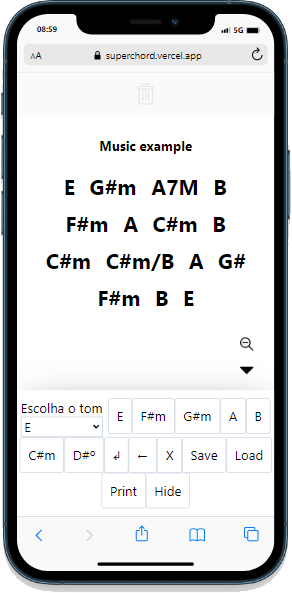 08:59 5G
AA superchord.vercel.app
Music example
E G#m A7M B
F#m A C#m B
C#m C#m/B A G#
F#m B E
Escolha o tom
E
E F#m G#m A B
C#m D#º ↲ ← X Save Load
Print Hide